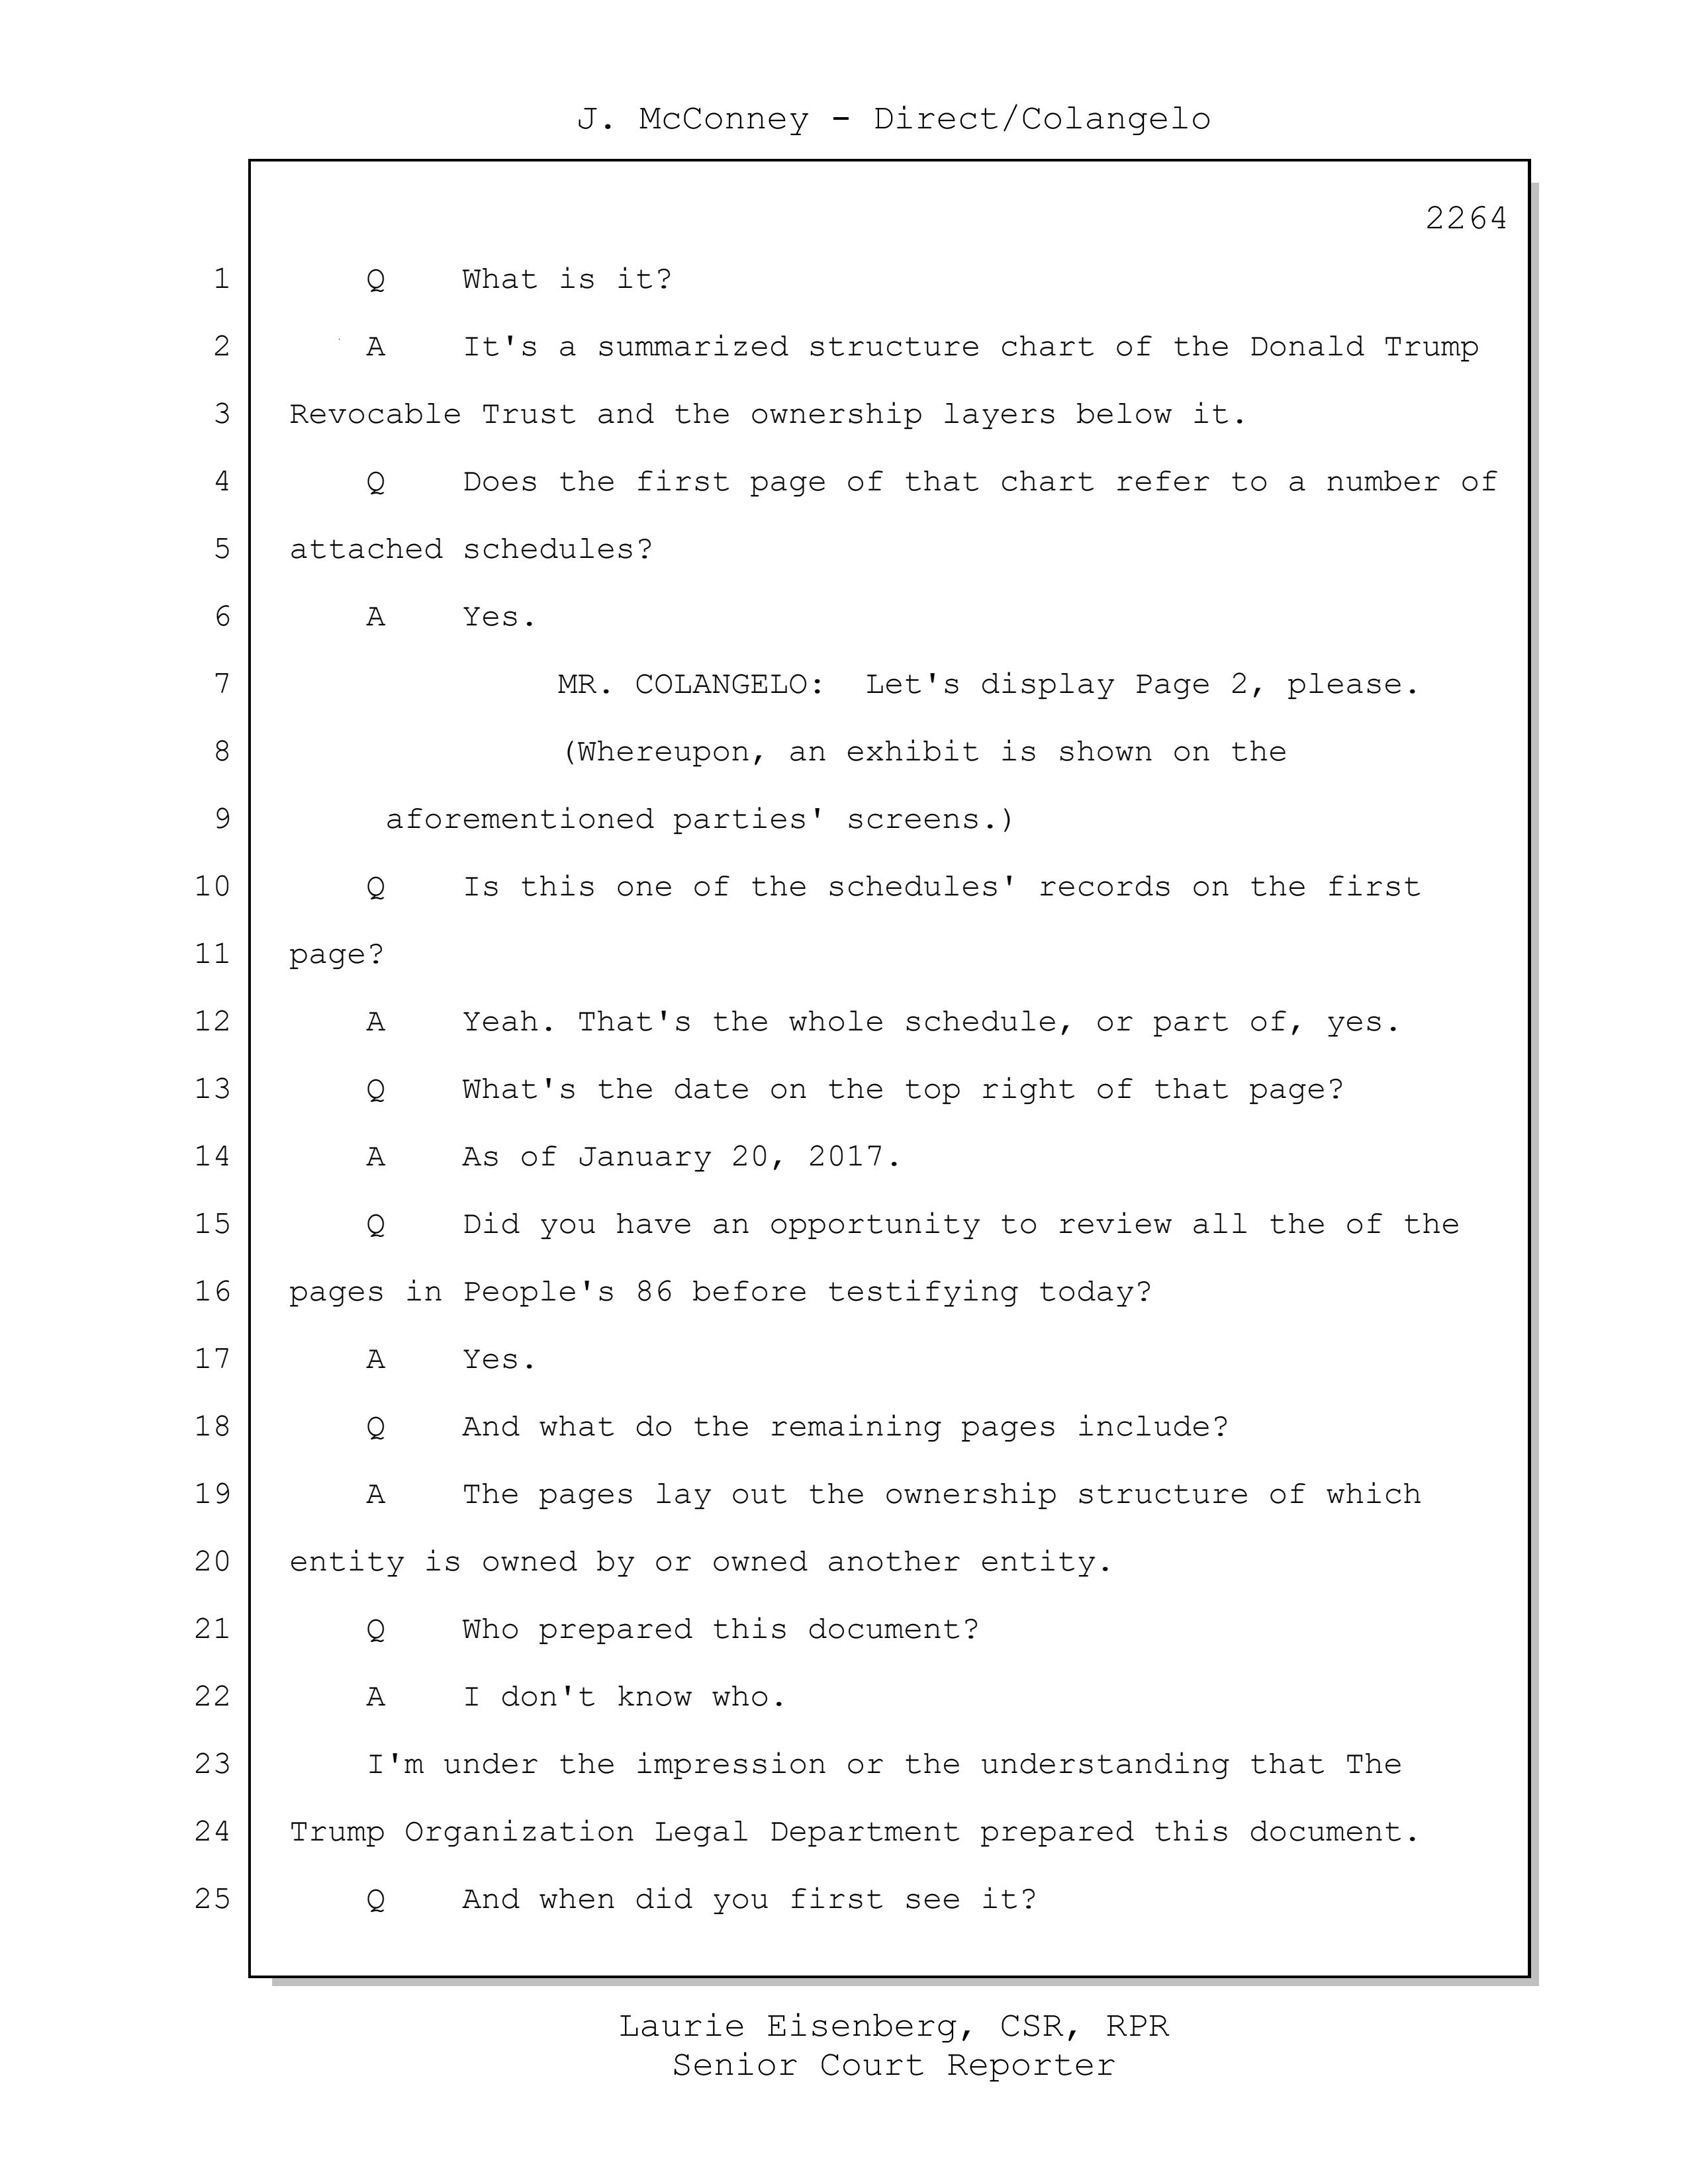 J. McConney - Direct/Colangelo
2264
1 Q What is it?
2 A It's a summarized structure chart of the Donald Trump
3 Revocable Trust and the ownership layers below it.
4 Q Does the first page of that chart refer to a number of
5 attached schedules?
6 A Yes.
7 MR. COLANGELO: Let's display Page 2, please.
8 (Whereupon, an exhibit is shown on the
9 aforementioned parties' screens.)
10 Q Is this one of the schedules' records on the first
11 page?
12 A Yeah. That's the whole schedule, or part of, yes.
13 Q What's the date on the top right of that page?
14 A As of January 20, 2017.
15 Q Did you have an opportunity to review all the of the
16 pages in People's 86 before testifying today?
17 A Yes.
18 Q And what do the remaining pages include?
19 A The pages lay out the ownership structure of which
20 entity is owned by or owned another entity.
21 Q Who prepared this document?
22 A I don't know who.
23 I'm under the impression or the understanding that The
24 Trump Organization Legal Department prepared this document.
25 Q And when did you first see it?
Laurie Eisenberg, CSR, RPR
Senior Court Reporter